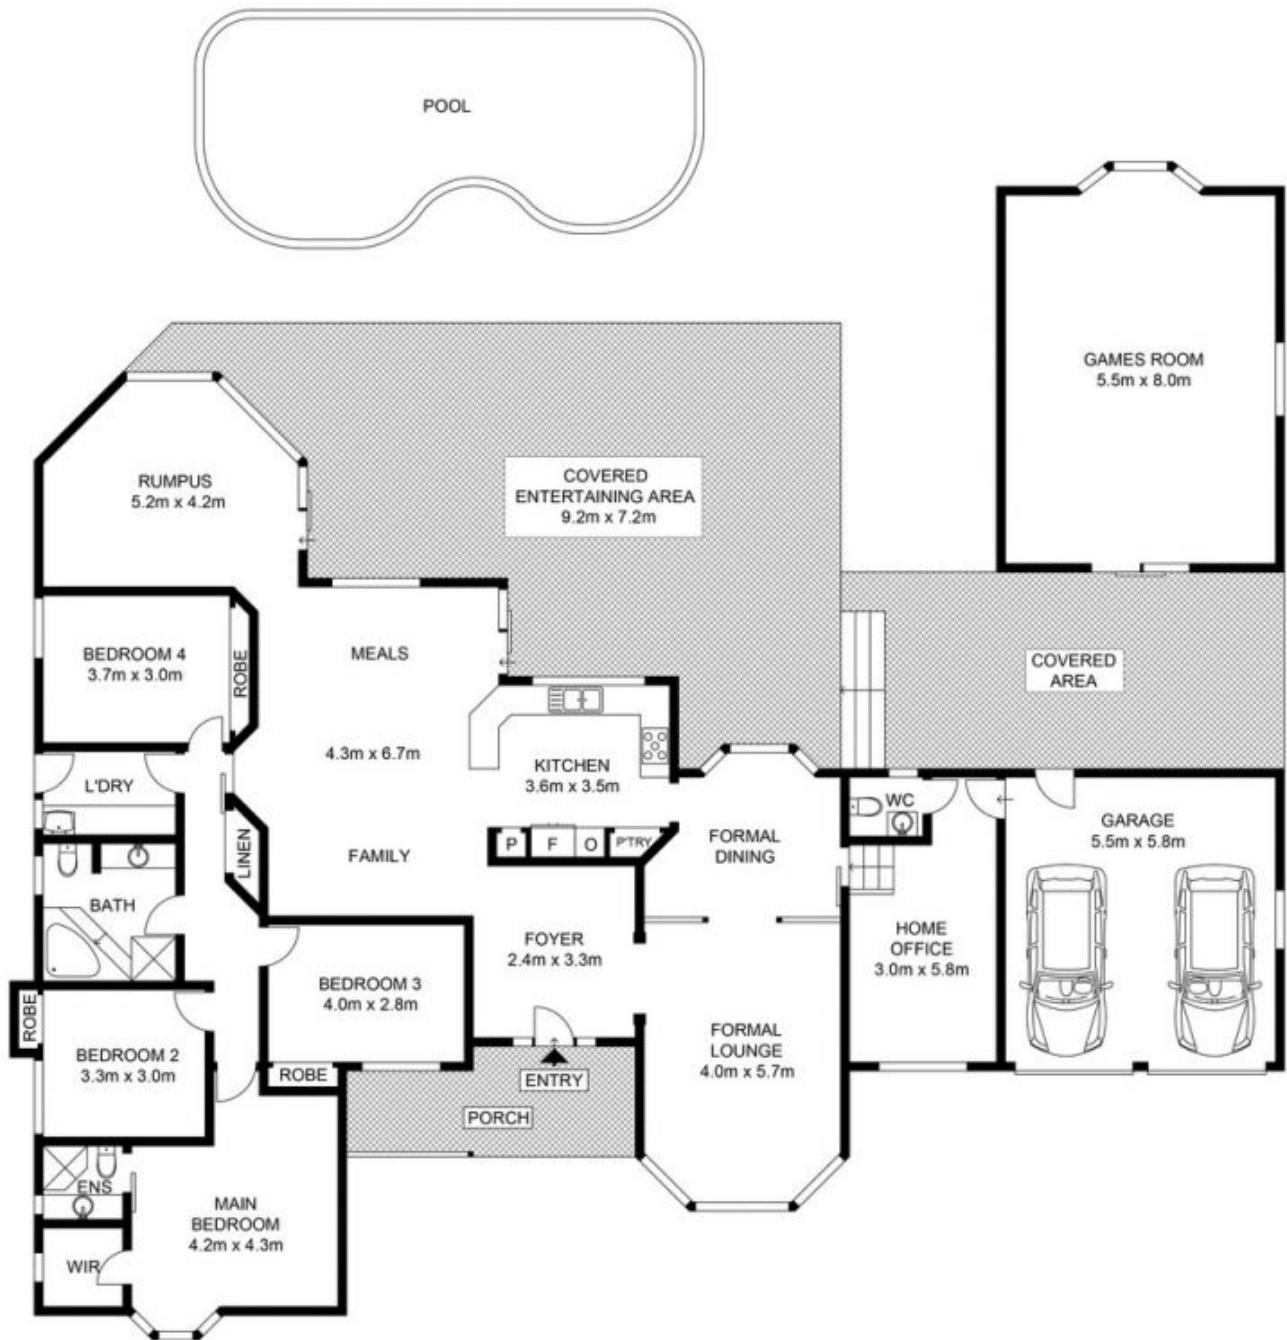 POOL
GAMES ROOM
5.5m x 8.0m
RUMPUS
5.2m x 4.2m
COVERED
ENTERTAINING AREA
9.2m x 7.2m
BEDROOM 4
3.7m x 3.0m
ROBE
MEALS
COVERED
AREA
4.3m x 6.7m
KITCHEN
3.6m x 3.5m
L'DRY
WC
GARAGE
5.5m x 5.8m
LINEN
FAMILY
P
F
O
P'TRY
FORMAL
DINING
BATH
FOYER
2.4m x 3.3m
HOME
OFFICE
3.0m x 5.8m
BEDROOM 3
4.0m x 2.8m
ROBE
BEDROOM 2
3.3m x 3.0m
ROBE
ENTRY
FORMAL
LOUNGE
4.0m x 5.7m
PORCH
ENS
MAIN
BEDROOM
4.2m x 4.3m
WIR